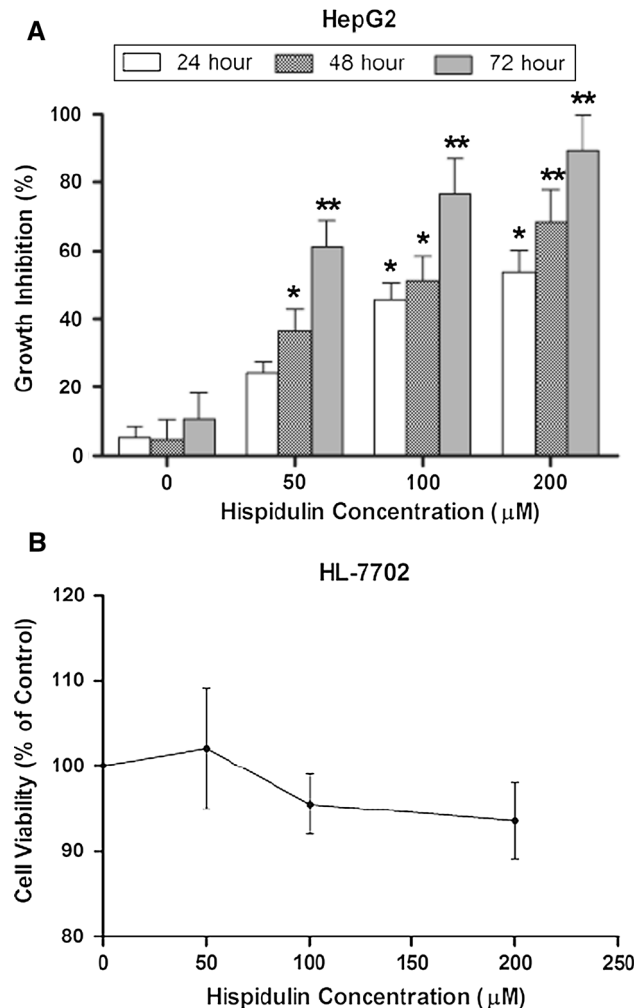 A
HepG2
24 hour 48 hour 72 hour
Growth Inhibition (%)
100
80
60
40
20
0
** ** ** ** * * * * *
0 50 100 200
Hispidulin Concentration (μM)
B
HL-7702
Cell Viability (% of Control)
120
110
100
90
80
0 50 100 150 200 250
Hispidulin Concentration (μM)